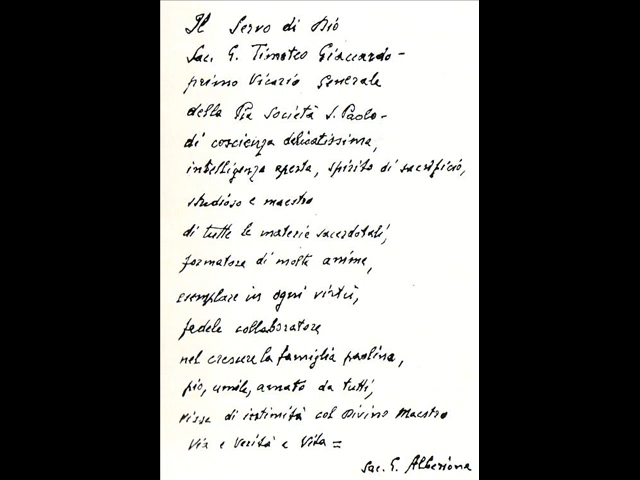 Il Servo di Dio
Sac. G. Timoteo Giaccardo -
primo Vicario Generale
della Pia Società S. Paolo -
di coscienza delicatissima,
intelligenza aperta, spirito di sacrificio,
studioso e maestro
di tutte le materie sacerdotali,
formatore di molte anime,
esemplare in ogni virtù,
fedele collaboratore
nel crescere la famiglia paolina,
pio, umile, amato da tutti,
visse di intimità col Divino Maestro
Via e Verità e Vita =
Sac. G. Alberione